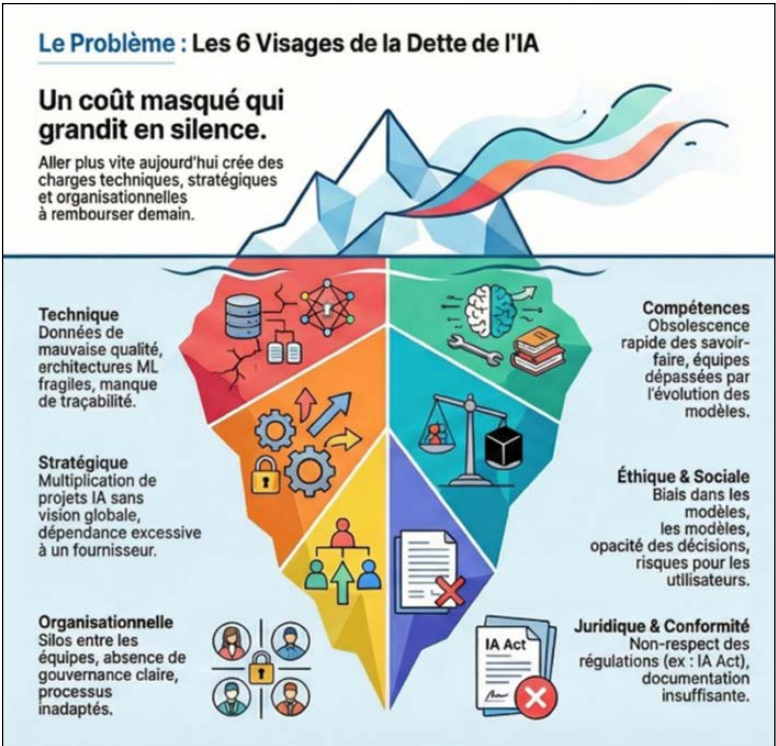 Le Problème : Les 6 Visages de la Dette de l'IA
Un coût masqué qui
grandit en silence.
Aller plus vite aujourd'hui crée des
charges techniques, stratégiques
et organisationnelles
à rembourser demain.
Technique
Données de
mauvaise qualité,
architectures ML
fragiles, manque
de traçabilité.
Stratégique
Multiplication de
projets IA sans
vision globale,
dépendance excessive
à un fournisseur.
Organisationnelle
Silos entre les
équipes, absence de
gouvernance claire,
processus
inadaptés.
Compétences
Obsolescence
rapide des savoir-
faire, équipes
dépassées par
l'évolution des
modèles.
Éthique & Sociale
Biais dans les
modèles,
les modèles,
opacité des décisions,
risques pour les
utilisateurs.
IA Act
Juridique & Conformité
Non-respect des
régulations (ex : IA Act),
documentation
insuffisante.